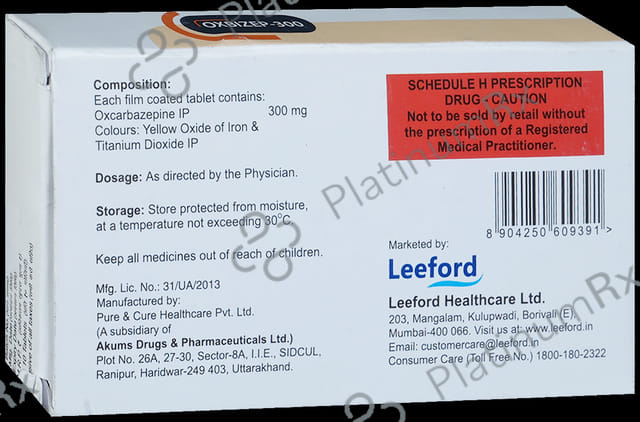 OXBIZEP-300
Composition:
Each film coated tablet contains:
Oxcarbazepine IP 300 mg
Colours: Yellow Oxide of Iron &
Titanium Dioxide IP
Dosage: As directed by the Physician.
Storage: Store protected from moisture,
at a temperature not exceeding 30°C.
Keep all medicines out of reach of children.
Mfg. Lic. No.: 31/UA/2013
Manufactured by:
Pure & Cure Healthcare Pvt. Ltd.
(A subsidiary of
Akums Drugs & Pharmaceuticals Ltd.)
Plot No. 26A, 27-30, Sector-8A, I.I.E., SIDCUL,
Ranipur, Haridwar-249 403, Uttarakhand.
SCHEDULE H PRESCRIPTION
DRUG - CAUTION
Not to be sold by retail without
the prescription of a Registered
Medical Practitioner.
8 904250 609391 >
Marketed by:
Leeford
Leeford Healthcare Ltd.
203, Mangalam, Kulupwadi, Borivali (E),
Mumbai-400 066. Visit us at: www.leeford.in
Email: customercare@leeford.in
Consumer Care (Toll Free No.) 1800-180-2322
PlatinumRx
PlatinumRx